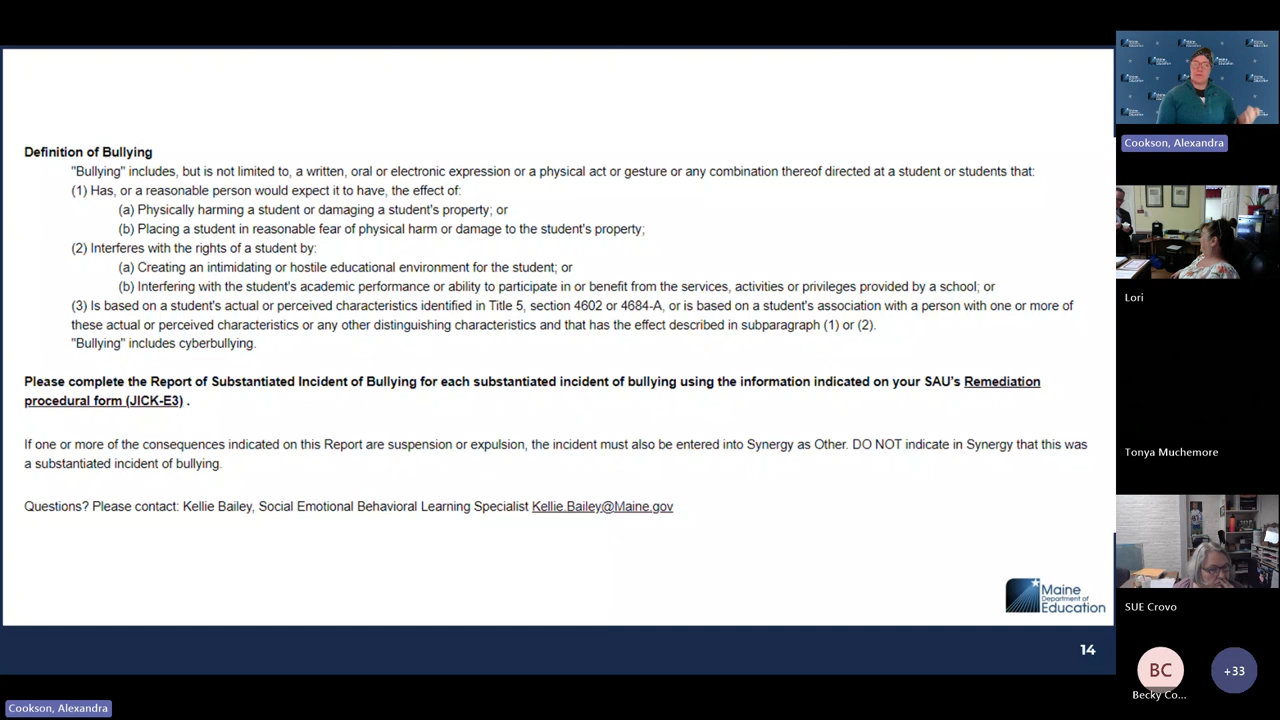 Definition of Bullying
"Bullying" includes, but is not limited to, a written, oral or electronic expression or a physical act or gesture or any combination thereof directed at a student or students that:
(1) Has, or a reasonable person would expect it to have, the effect of:
(a) Physically harming a student or damaging a student's property; or
(b) Placing a student in reasonable fear of physical harm or damage to the student's property;
(2) Interferes with the rights of a student by:
(a) Creating an intimidating or hostile educational environment for the student; or
(b) Interfering with the student's academic performance or ability to participate in or benefit from the services, activities or privileges provided by a school; or
(3) Is based on a student's actual or perceived characteristics identified in Title 5, section 4602 or 4684-A, or is based on a student's association with a person with one or more of
these actual or perceived characteristics or any other distinguishing characteristics and that has the effect described in subparagraph (1) or (2).
"Bullying" includes cyberbullying.
Please complete the Report of Substantiated Incident of Bullying for each substantiated incident of bullying using the information indicated on your SAU's Remediation
procedural form (JICK-E3) .
If one or more of the consequences indicated on this Report are suspension or expulsion, the incident must also be entered into Synergy as Other. DO NOT indicate in Synergy that this was
a substantiated incident of bullying.
Questions? Please contact: Kellie Bailey, Social Emotional Behavioral Learning Specialist Kellie.Bailey@Maine.gov
Maine
Department of
Education
14
Cookson, Alexandra
Cookson, Alexandra
Lori
Tonya Muchemore
SUE Crovo
BC
Becky Co...
+33